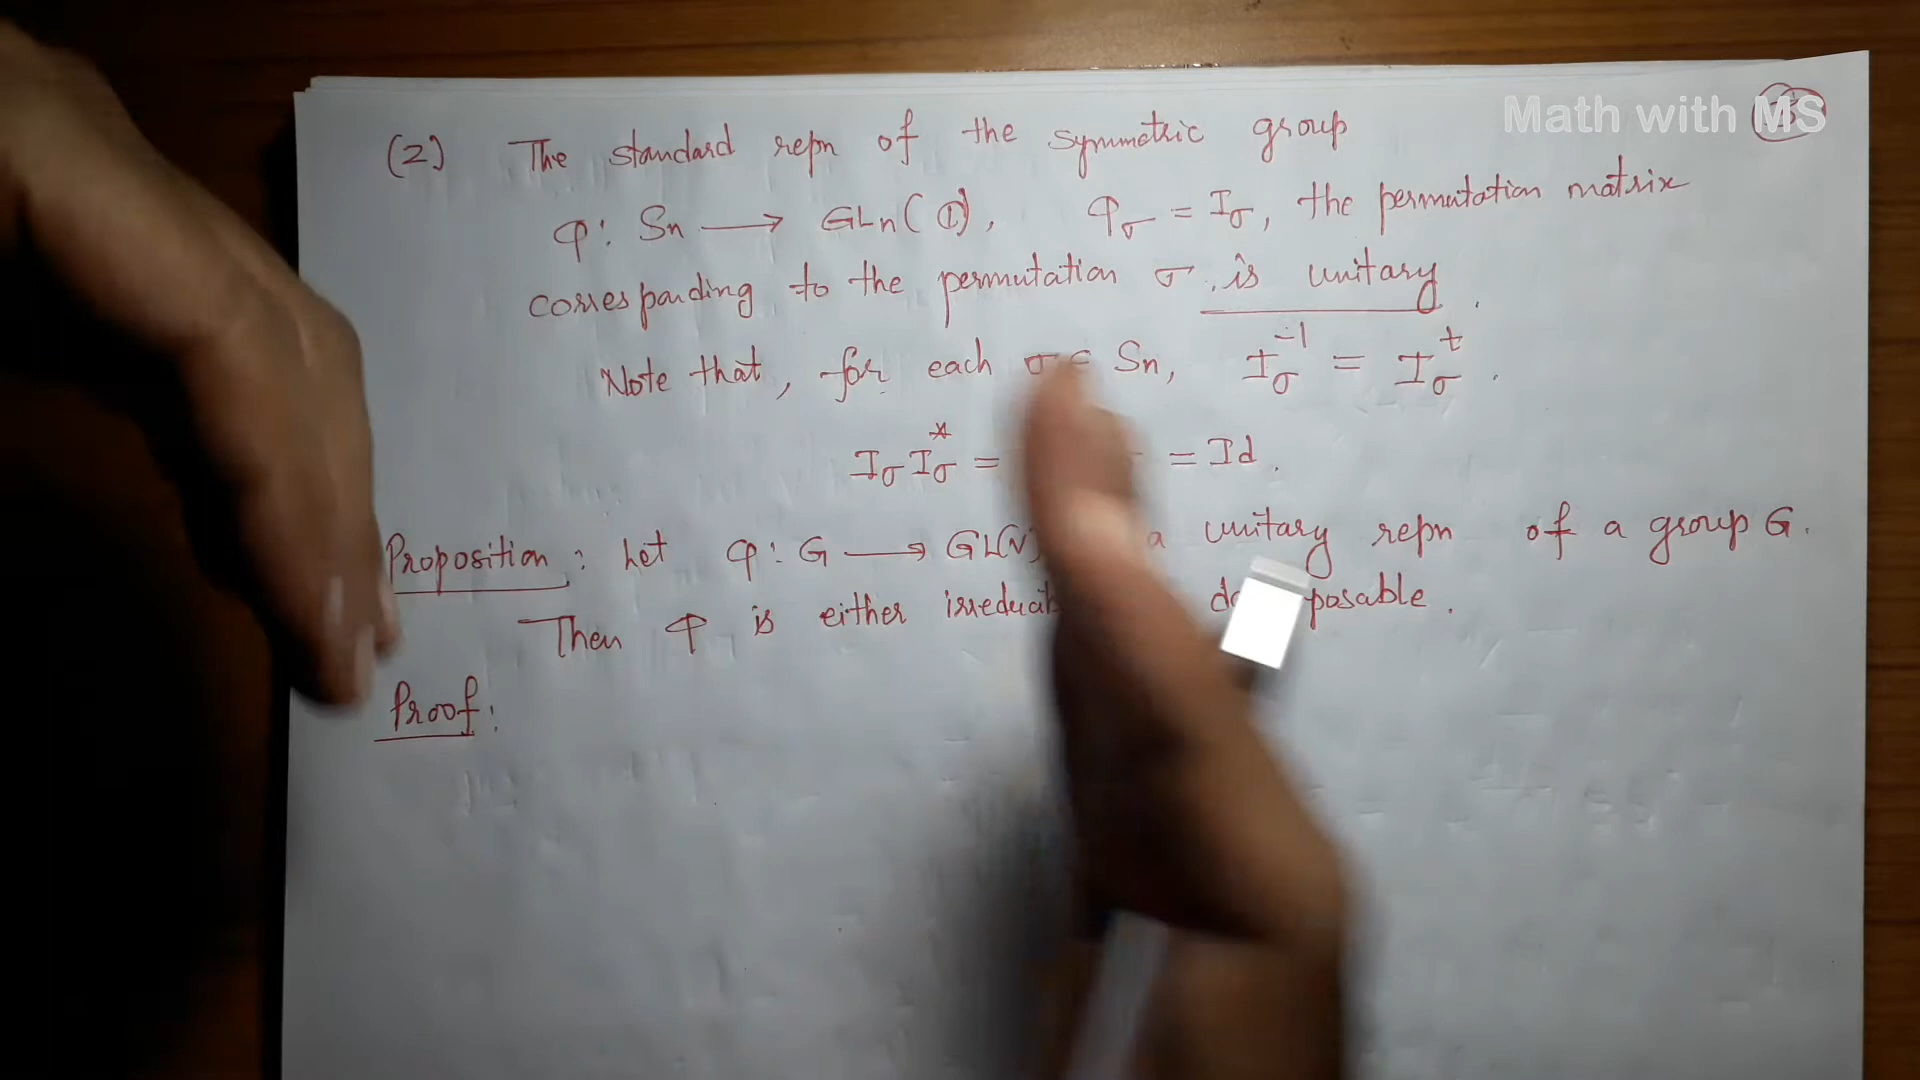 Math with MS
(2) The standard repn of the symmetric group
φ: Sn → GLn(ℂ), φσ = Iσ, the permutation matrix
corresponding to the permutation σ, is unitary.
Note that, for each σ ∈ Sn, Iσ⁻¹ = Iσᵗ.
Iσ Iσ* = = Id.
Proposition: Let φ: G → GL(V) a unitary repn of a group G.
Then φ is either
Proof: